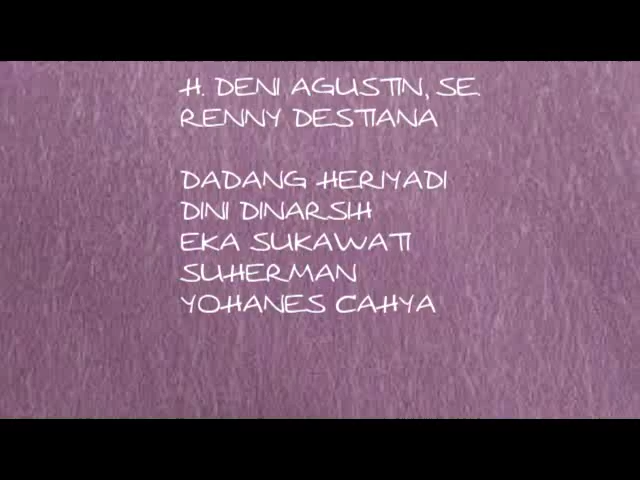 H. DENI AGUSTIN, SE.
RENNY DESTIANA
DADANG HERIYADI
DINI DINARSIH
EKA SUKAWATI
SUHERMAN
YOHANES CAHYA